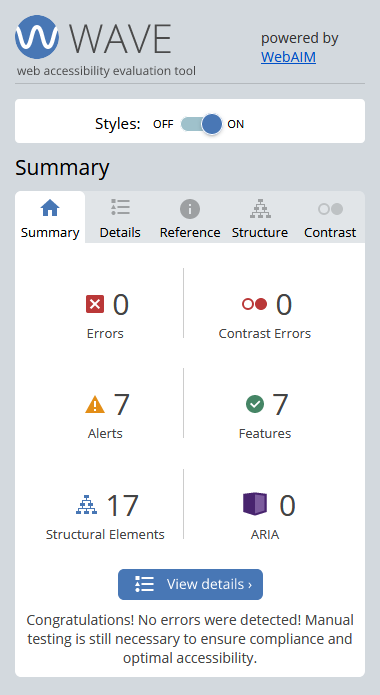 WAVE
web accessibility evaluation tool
powered by
WebAIM
Styles: OFF ON
Summary
Summary Details Reference Structure Contrast
0 0
Errors Contrast Errors
7 7
Alerts Features
17 0
Structural Elements ARIA
View details ›
Congratulations! No errors were detected! Manual
testing is still necessary to ensure compliance and
optimal accessibility.